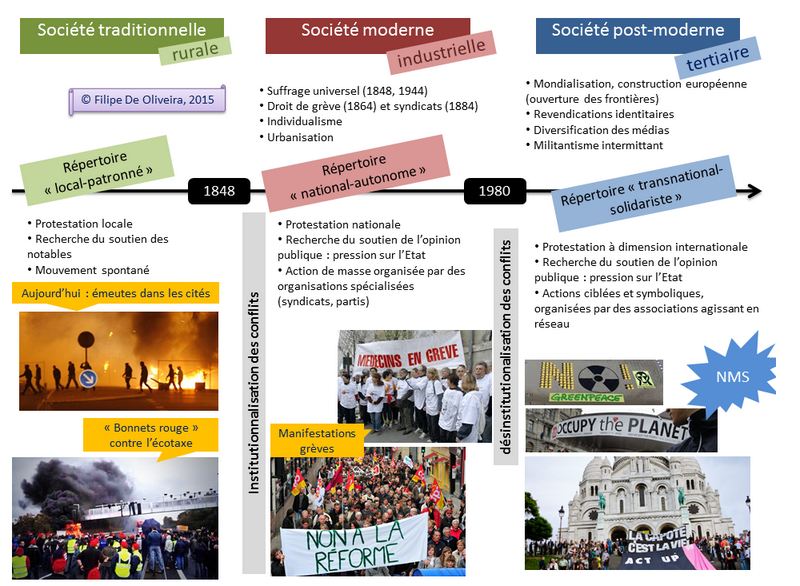 Société traditionnelle
rurale
© Filipe De Oliveira, 2015
Société moderne
industrielle
• Suffrage universel (1848, 1944)
• Droit de grève (1864) et syndicats (1884)
• Individualisme
• Urbanisation
Société post-moderne
tertiaire
• Mondialisation, construction européenne
(ouverture des frontières)
• Revendications identitaires
• Diversification des médias
• Militantisme intermittant
Répertoire
« local-patronné »
1848
Répertoire
« national-autonome »
1980
Répertoire « transnational-
solidariste »
• Protestation locale
• Recherche du soutien des
notables
• Mouvement spontané
Aujourd'hui : émeutes dans les cités
« Bonnets rouge »
contre l'écotaxe
Institutionnalisation des conflits
• Protestation nationale
• Recherche du soutien de l'opinion
publique : pression sur l'Etat
• Action de masse organisée par des
organisations spécialisées
(syndicats, partis)
MEDECINS EN GREVE
Manifestations
grèves
NON A LA
RÉFORME
désinstitutionalisation des conflits
• Protestation à dimension internationale
• Recherche du soutien de l'opinion
publique : pression sur l'Etat
• Actions ciblées et symboliques,
organisées par des associations agissant en
réseau
NMS
NO!
GREENPEACE
OCCUPY the PLANET
LA CAPOTE
C'EST LA VIE
ACT UP